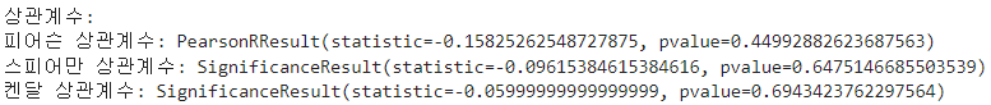 상관계수:
피어슨 상관계수: PearsonRResult(statistic=-0.15825262548727875, pvalue=0.44992882623687563)
스피어만 상관계수: SignificanceResult(statistic=-0.09615384615384616, pvalue=0.6475146685503539)
켄달 상관계수: SignificanceResult(statistic=-0.05999999999999999, pvalue=0.6943423762297564)